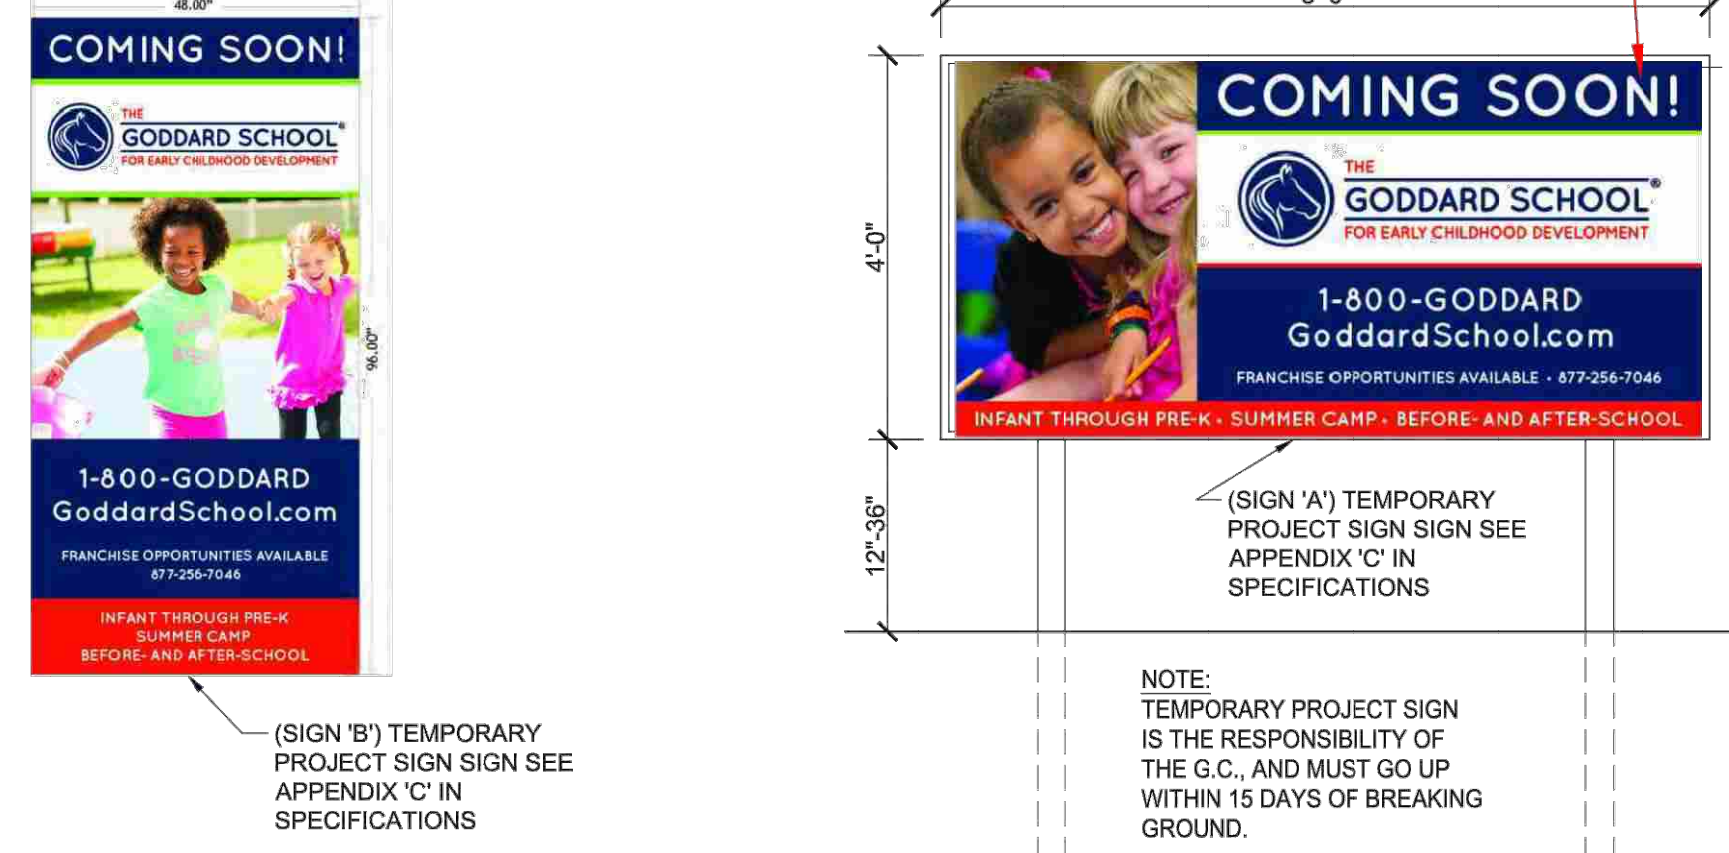 48.00"
COMING SOON!
THE
GODDARD SCHOOL®
FOR EARLY CHILDHOOD DEVELOPMENT
96.00"
1-800-GODDARD
GoddardSchool.com
FRANCHISE OPPORTUNITIES AVAILABLE
877-256-7046
INFANT THROUGH PRE-K
SUMMER CAMP
BEFORE- AND AFTER-SCHOOL
(SIGN 'B') TEMPORARY
PROJECT SIGN SIGN SEE
APPENDIX 'C' IN
SPECIFICATIONS
4'-0"
12"-36"
COMING SOON!
THE
GODDARD SCHOOL®
FOR EARLY CHILDHOOD DEVELOPMENT
1-800-GODDARD
GoddardSchool.com
FRANCHISE OPPORTUNITIES AVAILABLE • 877-256-7046
INFANT THROUGH PRE-K • SUMMER CAMP • BEFORE- AND AFTER-SCHOOL
(SIGN 'A') TEMPORARY
PROJECT SIGN SIGN SEE
APPENDIX 'C' IN
SPECIFICATIONS
NOTE:
TEMPORARY PROJECT SIGN
IS THE RESPONSIBILITY OF
THE G.C., AND MUST GO UP
WITHIN 15 DAYS OF BREAKING
GROUND.